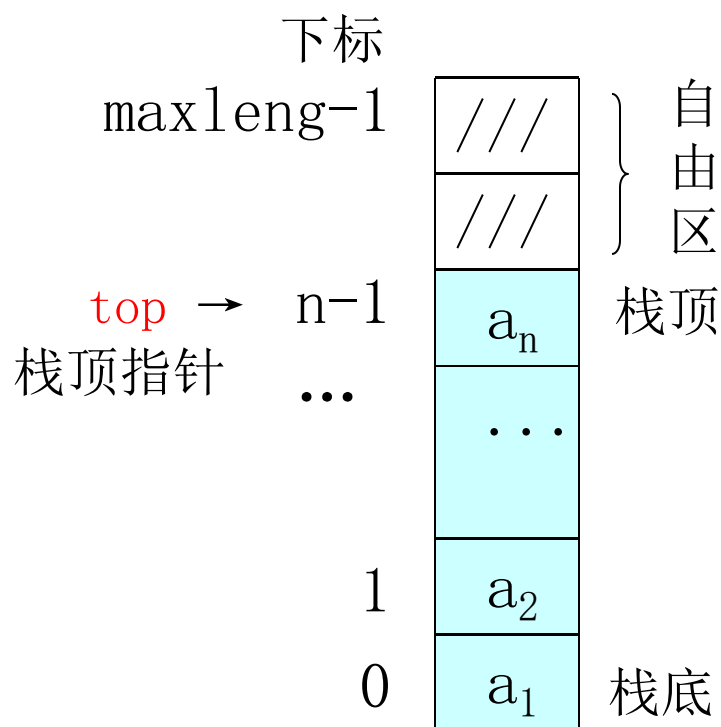 下标
maxleng-1
///
自由区
///
top → n-1
aₙ
栈顶
栈顶指针
...
...
1
a₂
0
a₁
栈底